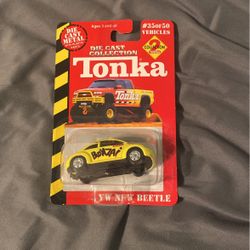 Ages 3 and up
#35 of 50
VEHICLES
DIE
CAST
METAL
DIE CAST COLLECTION
Tonka
Tonka
BONZAI
VW NEW BEETLE